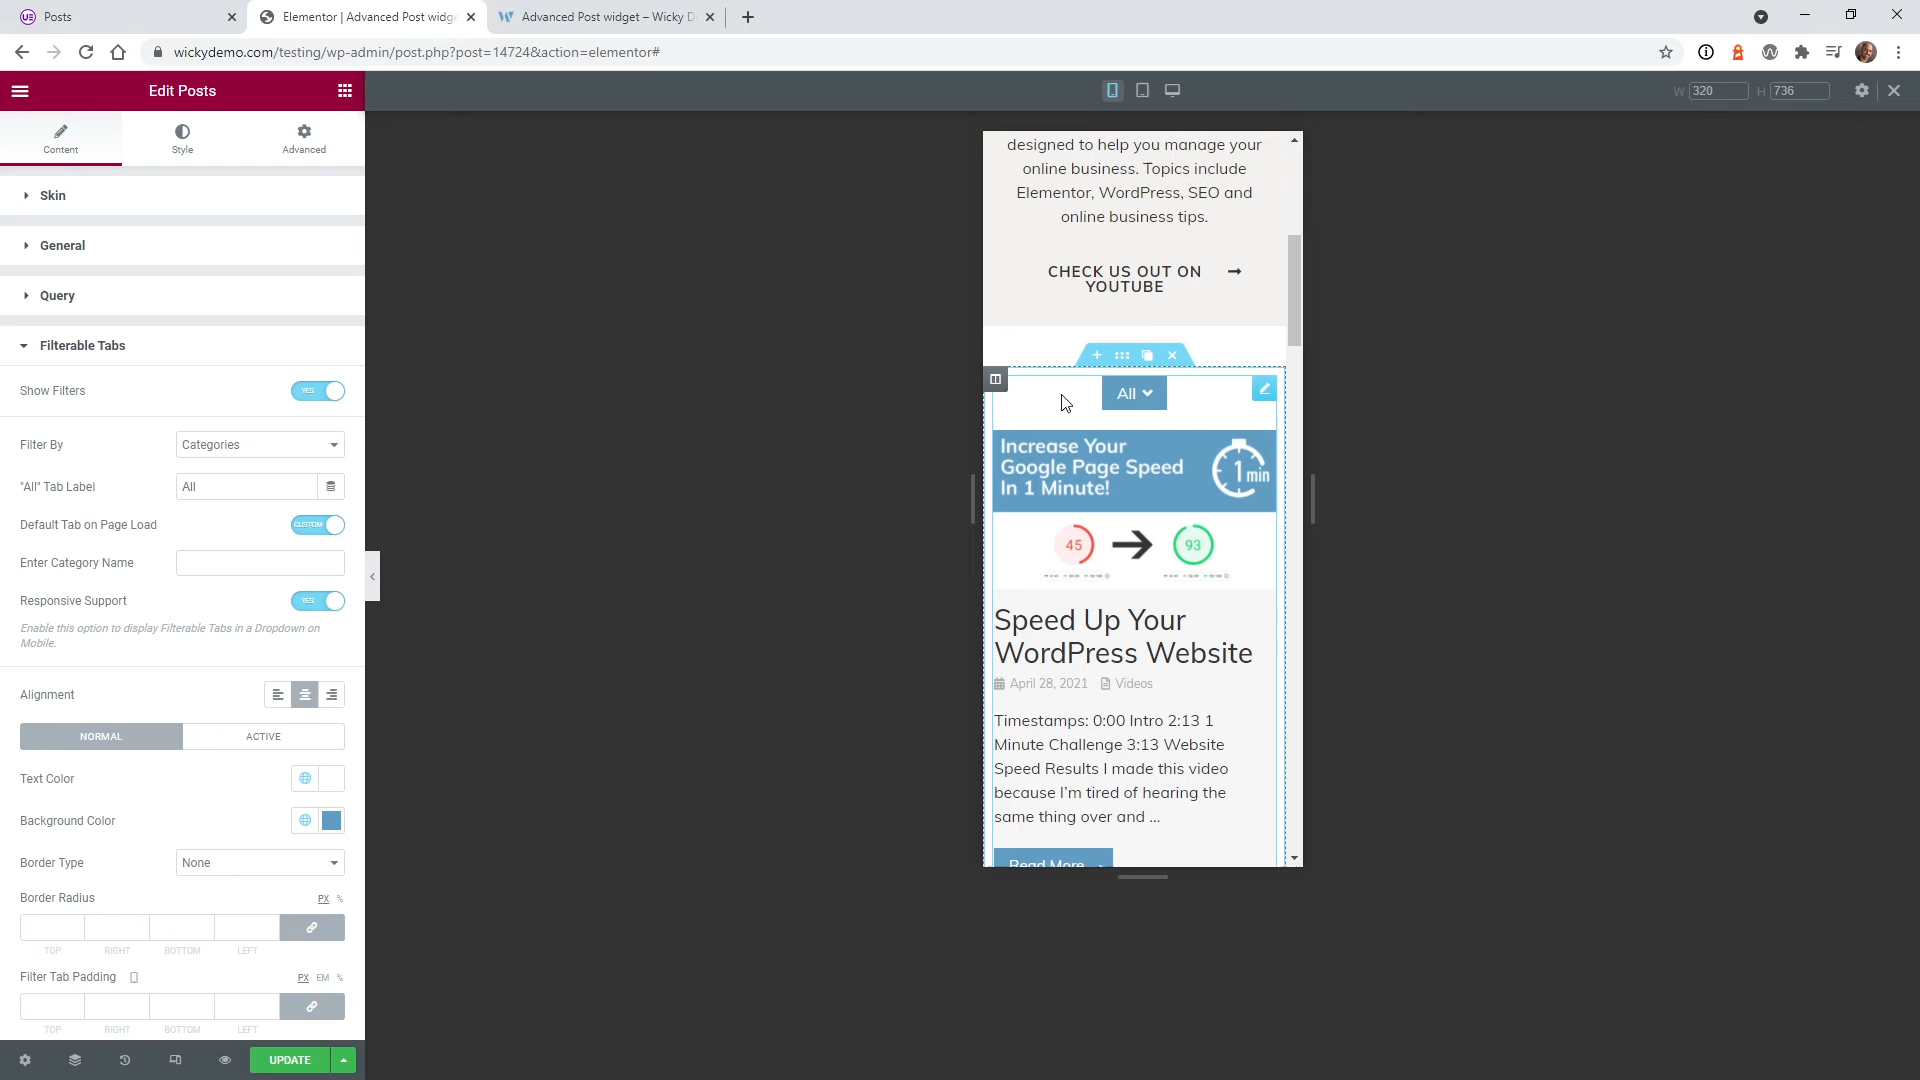 Posts
Elementor | Advanced Post widge
Advanced Post widget – Wicky D
wickydemo.com/testing/wp-admin/post.php?post=14724&action=elementor#
Edit Posts
W 320 H 736
Content Style Advanced
Skin
General
Query
Filterable Tabs
Show Filters YES
Filter By Categories
"All" Tab Label All
Default Tab on Page Load CUSTOM
Enter Category Name
Responsive Support YES
Enable this option to display Filterable Tabs in a Dropdown on
Mobile.
Alignment
NORMAL ACTIVE
Text Color
Background Color
Border Type None
Border Radius PX %
TOP RIGHT BOTTOM LEFT
Filter Tab Padding PX EM %
TOP RIGHT BOTTOM LEFT
UPDATE
designed to help you manage your
online business. Topics include
Elementor, WordPress, SEO and
online business tips.
CHECK US OUT ON
YOUTUBE
All
Increase Your
Google Page Speed
In 1 Minute!
1 min
45 93
Speed Up Your
WordPress Website
April 28, 2021 Videos
Timestamps: 0:00 Intro 2:13 1
Minute Challenge 3:13 Website
Speed Results I made this video
because I'm tired of hearing the
same thing over and ...
Read More